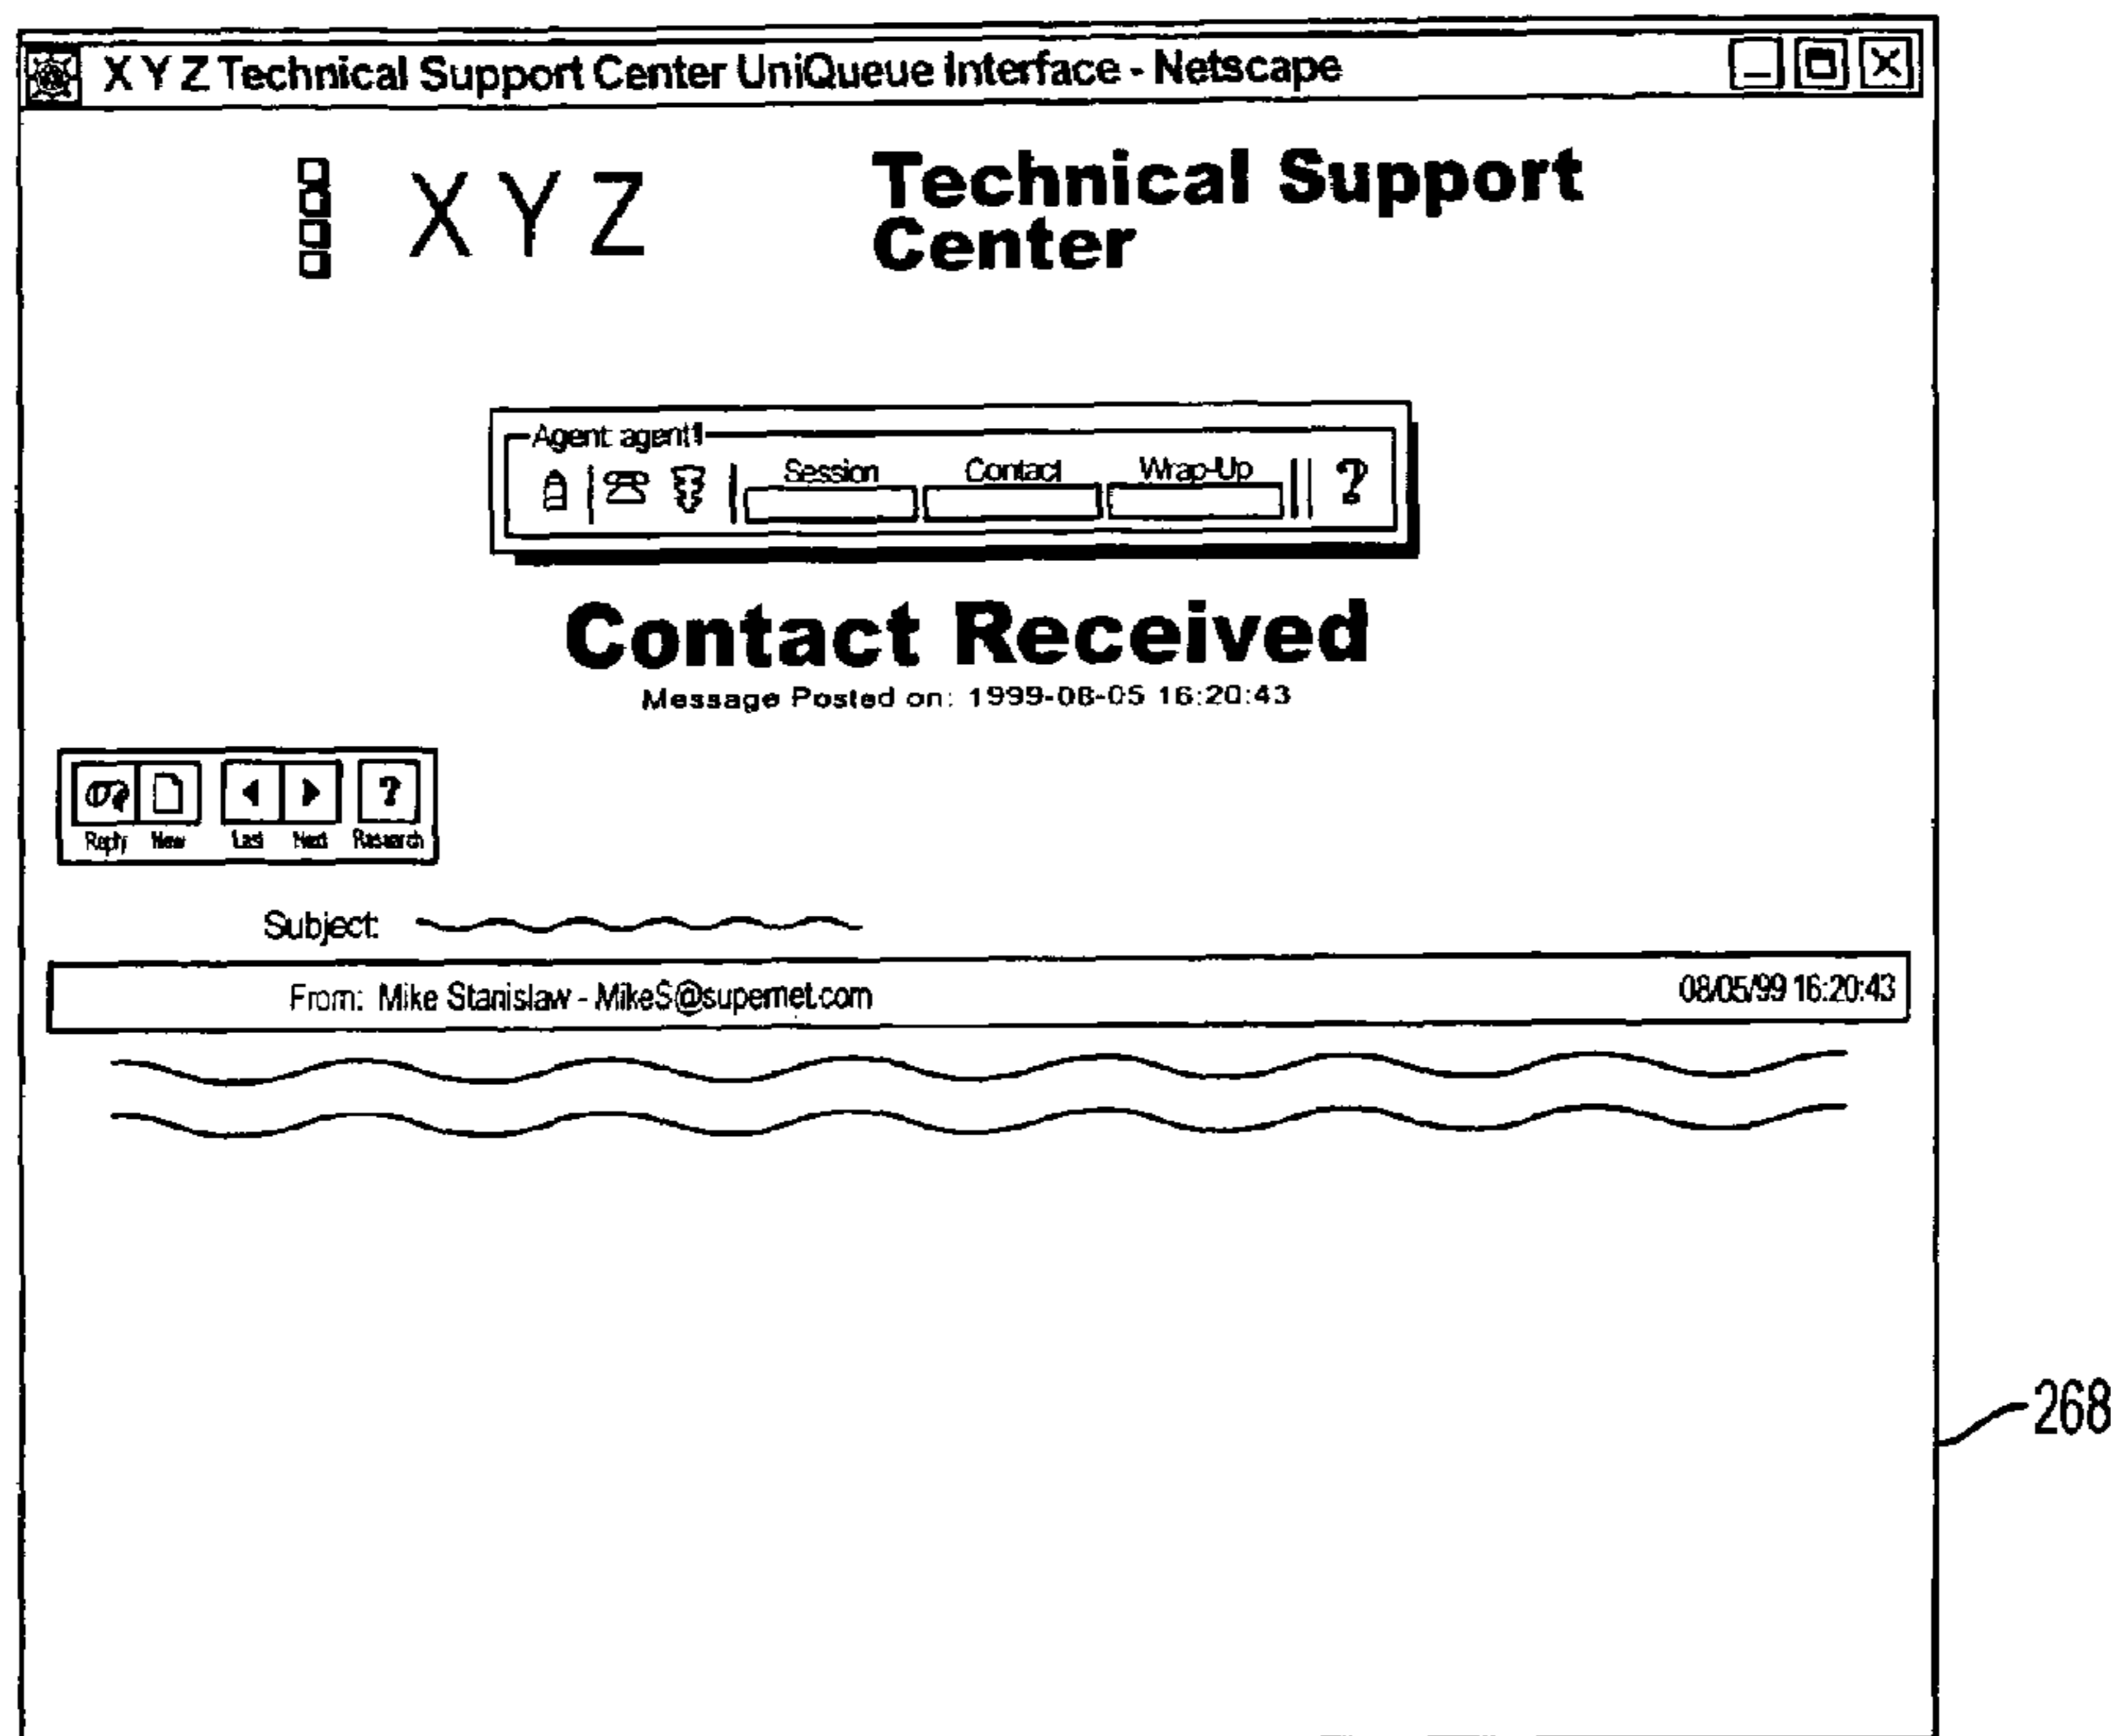 X Y Z Technical Support Center UniQueue Interface - Netscape
X Y Z
Technical Support
Center
Agent: agent1
Session Contact Wrap-Up ?
Contact Received
Message Posted on: 1999-08-05 16:20:43
?
Reply New Last Next Research
Subject:
From: Mike Stanislaw - MikeS@supernet.com 08/05/99 16:20:43
268